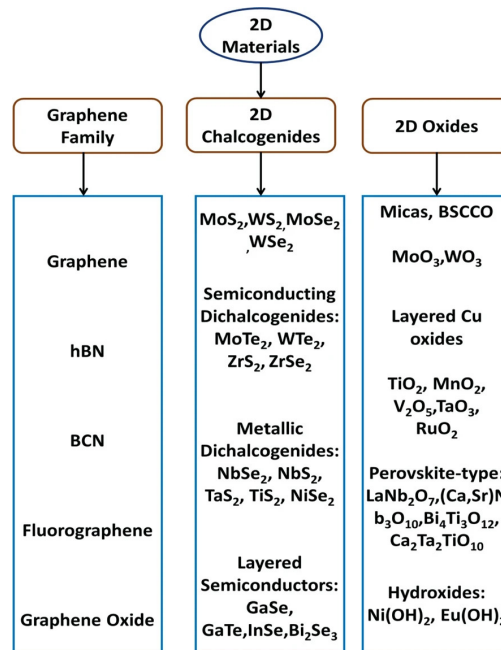 2D
Materials
Graphene
Family
2D
Chalcogenides
2D Oxides
Graphene
hBN
BCN
Fluorographene
Graphene Oxide
MoS₂,WS₂,MoSe₂
,WSe₂
Semiconducting
Dichalcogenides:
MoTe₂, WTe₂,
ZrS₂, ZrSe₂
Metallic
Dichalcogenides:
NbSe₂, NbS₂,
TaS₂, TiS₂, NiSe₂
Layered
Semiconductors:
GaSe,
GaTe,InSe,Bi₂Se₃
Micas, BSCCO
MoO₃,WO₃
Layered Cu
oxides
TiO₂, MnO₂,
V₂O₅,TaO₃,
RuO₂
Perovskite-type:
LaNb₂O₇,(Ca,Sr)N
b₃O₁₀,Bi₄Ti₃O₁₂,
Ca₂Ta₂TiO₁₀
Hydroxides:
Ni(OH)₂, Eu(OH)₂